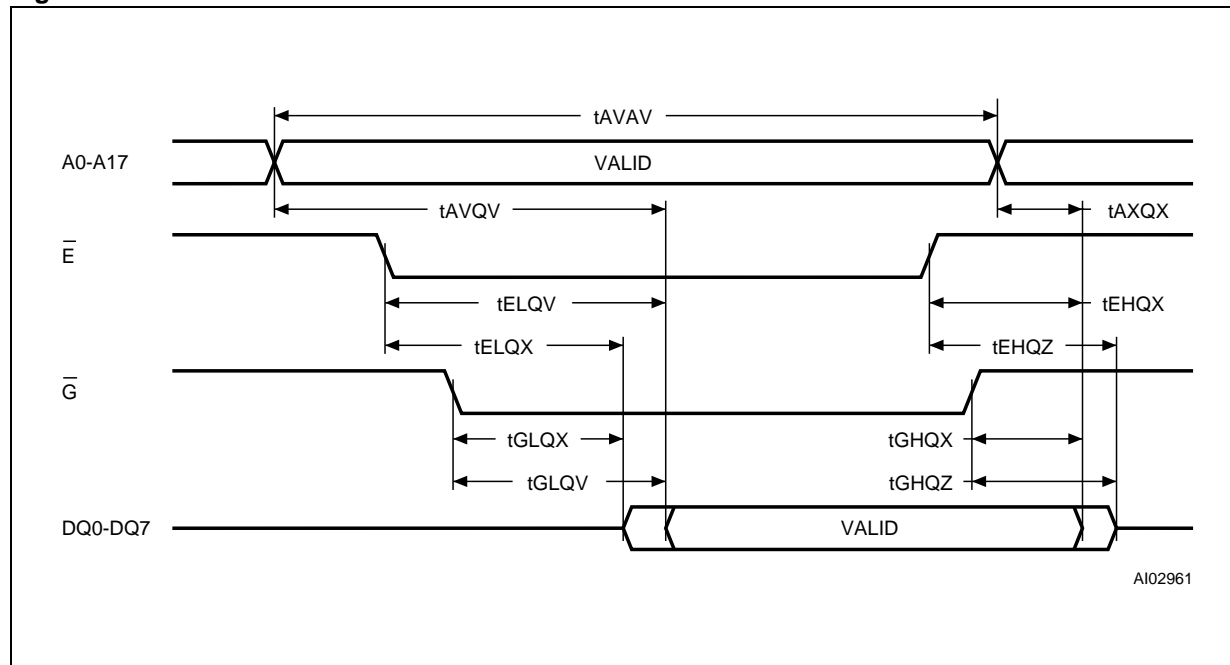 tAVAV
A0-A17 VALID
tAVQV tAXQX
E
tELQV tEHQX
tELQX tEHQZ
G
tGLQX tGHQX
tGLQV tGHQZ
DQ0-DQ7 VALID
AI02961